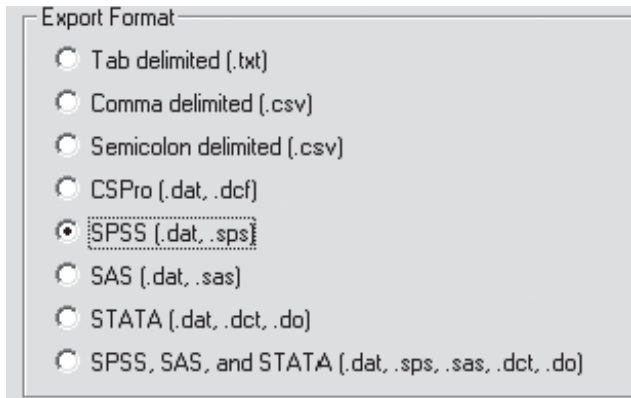 Export Format
Tab delimited (.txt)
Comma delimited (.csv)
Semicolon delimited (.csv)
CSPro (.dat, .dcf)
SPSS (.dat, .sps)
SAS (.dat, .sas)
STATA (.dat, .dct, .do)
SPSS, SAS, and STATA (.dat, .sps, .sas, .dct, .do)